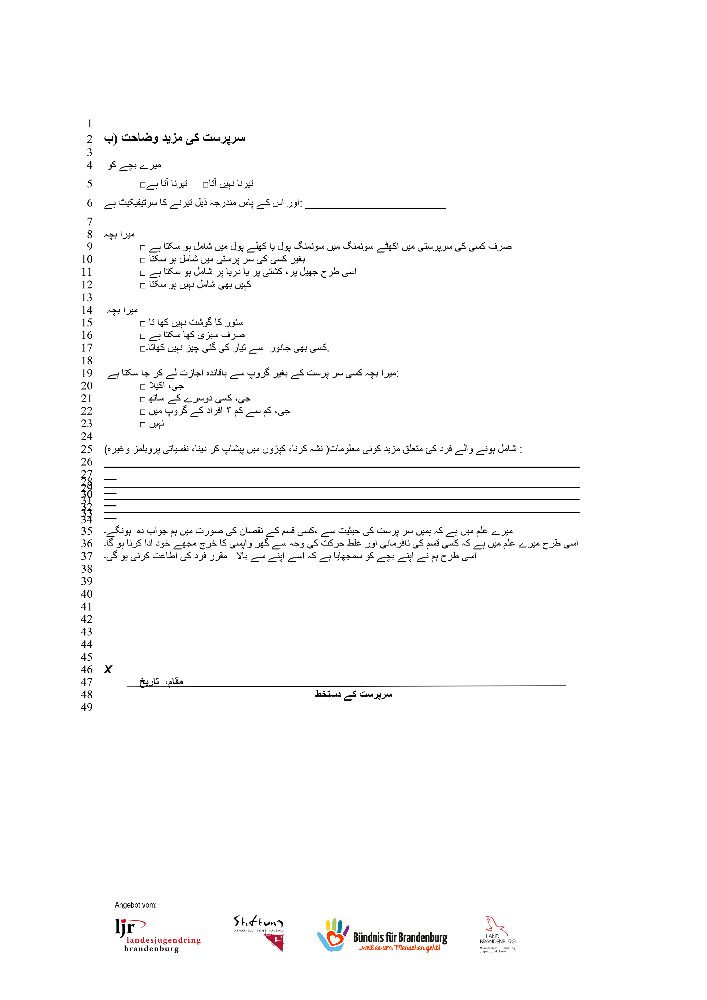 1
2 ب) سرپرست کی مزید وضاحت
3
4 میرے بچے کو
5 □تیرنا آتا ہے □تیرنا نہیں آتا
6 اور اس کے پاس مندرجہ ذیل تیرنے کا سرٹیفیکیٹ ہے: _______________________
7
8 میرا بچہ
9 □ صرف کسی کی سرپرستی میں اکھٹے سوئمنگ میں سوئمنگ پول یا کھلے پول میں شامل ہو سکتا ہے
10 □ بغیر کسی کی سر پرستی میں شامل ہو سکتا
11 □ اسی طرح جھیل پر، کشتی پر یا دریا پر شامل ہو سکتا ہے
12 □ کہیں بھی شامل نہیں ہو سکتا
13
14 میرا بچہ
15 □ سئور کا گوشت نہیں کھا تا
16 □ صرف سبزی کھا سکتا ہے
17 □کسی بھی جانور سے تیار کی گئی چیز نہیں کھاتا۔.
18
19 میرا بچہ کسی سر پرست کے بغیر گروپ سے باقائدہ اجازت لے کر جا سکتا ہے:
20 □ جی، اکیلا
21 □ جی، کسی دوسرے کے ساتھ
22 □ جی، کم سے کم ۳ افراد کے گروپ میں
23 □ نہیں
24
25 شامل ہونے والے فرد کئ متعلق مزید کوئی معلومات( نشہ کرنا، کپڑوں میں پیشاپ کر دینا، نفسیاتی پروبلمز وغیرہ) :
26
27
28
29
30
31
32
33
34
35 میرے علم میں ہے کہ ہمیں سر پرست کی حیثیت سے ،کسی قسم کے نقصان کی صورت میں ہم جواب دہ ہونگے۔
36 اسی طرح میرے علم میں ہے کہ کسی قسم کی نافرمانی اور غلط حرکت کی وجہ سے گھر واپسی کا خرچ مجھے خود ادا کرنا ہو گا۔
37 اسی طرح ہم نے اپنے بچے کو سمجھایا ہے کہ اسے اپنے سے بالا مقرر فرد کی اطاعت کرنی ہو گی۔
38
39
40
41
42
43
44
45
46 X
47 مقام، تاریخ
48 سرپرست کے دستخط
49
Angebot vom:
ljr
landesjugendring
brandenburg
Stiftung
DEMOKRATISCHE JUGEND
Bündnis für Brandenburg
...weil es um Menschen geht!
LAND
BRANDENBURG
Ministerium für Bildung,
Jugend und Sport